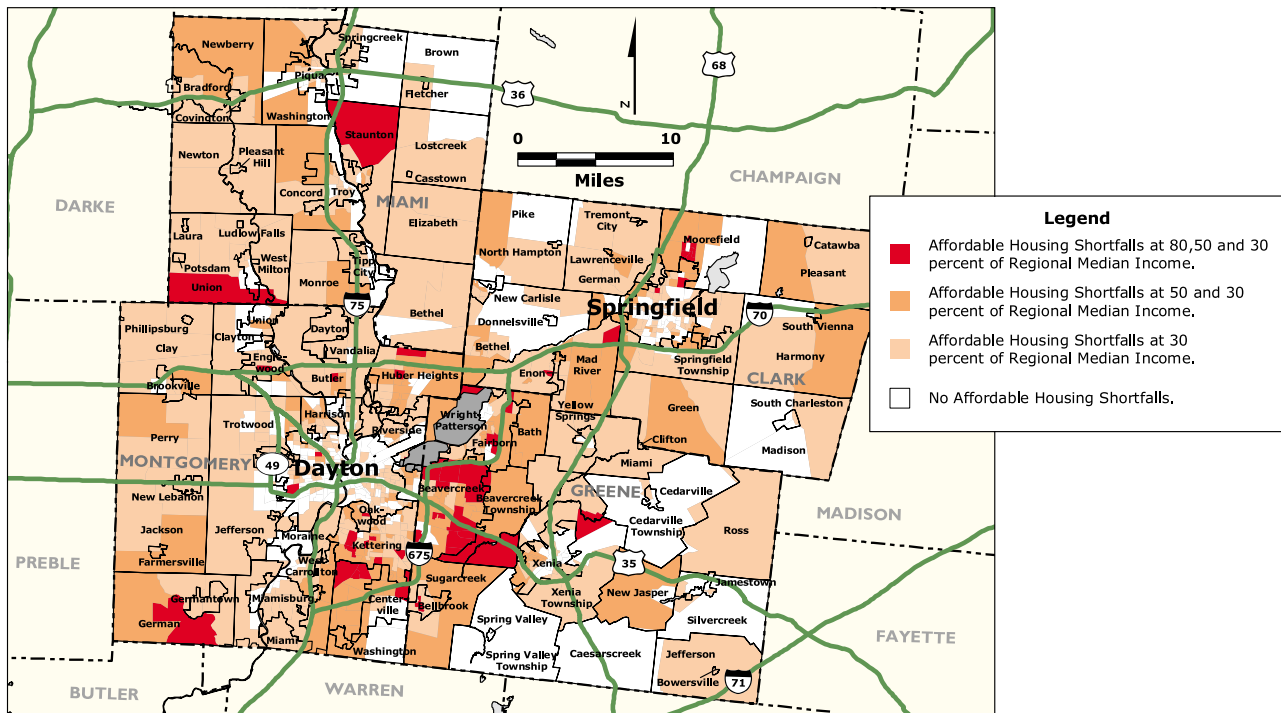 Newberry
Springcreek
Brown
68
Piqua
Bradford
Fletcher
36
Covington
Washington
N
Staunton
0
10
Miles
Lostcreek
Newton
Pleasant
Hill
Casstown
CHAMPAIGN
Concord
Troy
MIAMI
DARKE
Elizabeth
Pike
Tremont
City
Laura
Ludlow Falls
North Hampton
Moorefield
Catawba
Lawrenceville
Potsdam
West
Milton
Tipp
City
German
Pleasant
Union
Monroe
New Carlisle
75
Bethel
Springfield
Phillipsburg
Union
Donnelsville
70
Clay
Clayton
Dayton
South Vienna
Vandalia
Bethel
Engle-
wood
Mad
River
Springfield
Township
Harmony
Brookville
Butler
Huber Heights
Enon
CLARK
Harrison
Wright-
Patterson
Yellow
Springs
Green
South Charleston
Trotwood
Riverside
Fairborn
Bath
Perry
Clifton
Madison
MONTGOMERY
49
Dayton
Miami
Beavercreek
GREENE
Cedarville
New Lebanon
Beavercreek
Township
Oak-
wood
Cedarville
Township
Ross
MADISON
Jackson
Jefferson
Moraine
Kettering
675
Xenia
35
PREBLE
Farmersville
West
Carrollton
Sugarcreek
Jamestown
Germantown
Miamisburg
Center
ville
Bellbrook
Xenia
Township
New Jasper
German
Spring Valley
Silvercreek
Miami
Washington
Spring Valley
Township
Caesarscreek
Jefferson
FAYETTE
Bowersville
71
BUTLER
WARREN
Legend
Affordable Housing Shortfalls at 80,50 and 30
percent of Regional Median Income.
Affordable Housing Shortfalls at 50 and 30
percent of Regional Median Income.
Affordable Housing Shortfalls at 30
percent of Regional Median Income.
No Affordable Housing Shortfalls.